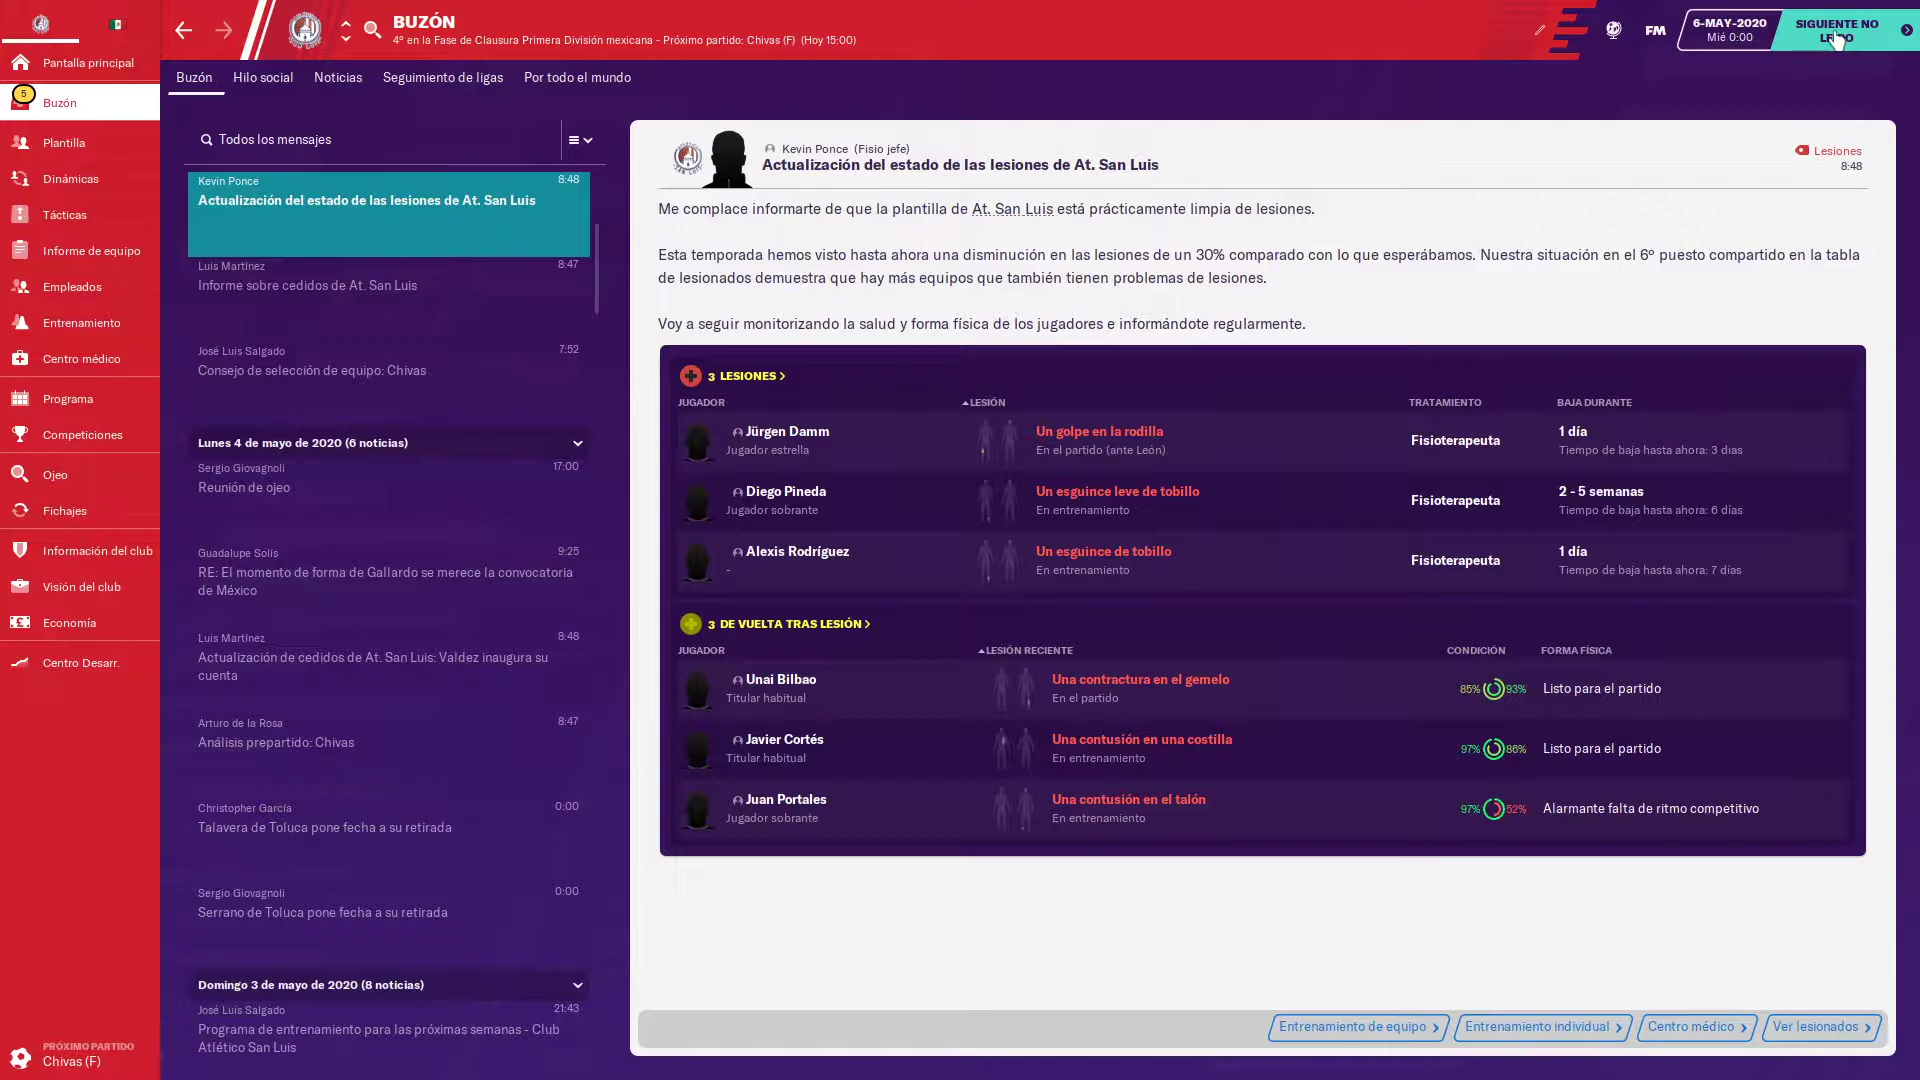 BUZÓN
4º en la Fase de Clausura Primera División mexicana - Próximo partido: Chivas (F) (Hoy 15:00)
FM
6-MAY-2020
Mié 0:00
SIGUIENTE NO
Pantalla principal
5
Buzón
Plantilla
Dinámicas
Tácticas
Informe de equipo
Empleados
Entrenamiento
Centro médico
Programa
Competiciones
Ojeo
Fichajes
Información del club
Visión del club
Economía
Centro Desarr.
PRÓXIMO PARTIDO
Chivas (F)
Buzón Hilo social Noticias Seguimiento de ligas Por todo el mundo
Todos los mensajes
Kevin Ponce 8:48
Actualización del estado de las lesiones de At. San Luis
Luis Martínez 8:47
Informe sobre cedidos de At. San Luis
José Luis Salgado 7:52
Consejo de selección de equipo: Chivas
Lunes 4 de mayo de 2020 (6 noticias)
Sergio Giovagnoli 17:00
Reunión de ojeo
Guadalupe Solís 9:25
RE: El momento de forma de Gallardo se merece la convocatoria
de México
Luis Martínez 8:48
Actualización de cedidos de At. San Luis: Valdez inaugura su
cuenta
Arturo de la Rosa 8:47
Análisis prepartido: Chivas
Christopher García 0:00
Talavera de Toluca pone fecha a su retirada
Sergio Giovagnoli 0:00
Serrano de Toluca pone fecha a su retirada
Domingo 3 de mayo de 2020 (8 noticias)
José Luis Salgado 21:43
Programa de entrenamiento para las próximas semanas - Club
Atlético San Luis
Kevin Ponce (Fisio jefe)
Actualización del estado de las lesiones de At. San Luis
Lesiones
8:48
Me complace informarte de que la plantilla de At. San Luis está prácticamente limpia de lesiones.
Esta temporada hemos visto hasta ahora una disminución en las lesiones de un 30% comparado con lo que esperábamos. Nuestra situación en el 6º puesto compartido en la tabla
de lesionados demuestra que hay más equipos que también tienen problemas de lesiones.
Voy a seguir monitorizando la salud y forma física de los jugadores e informándote regularmente.
3 LESIONES >
JUGADOR LESIÓN TRATAMIENTO BAJA DURANTE
Jürgen Damm Un golpe en la rodilla Fisioterapeuta 1 día
Jugador estrella En el partido (ante León) Tiempo de baja hasta ahora: 3 días
Diego Pineda Un esguince leve de tobillo Fisioterapeuta 2 - 5 semanas
Jugador sobrante En entrenamiento Tiempo de baja hasta ahora: 6 días
Alexis Rodríguez Un esguince de tobillo Fisioterapeuta 1 día
- En entrenamiento Tiempo de baja hasta ahora: 7 días
3 DE VUELTA TRAS LESIÓN >
JUGADOR LESIÓN RECIENTE CONDICIÓN FORMA FÍSICA
Unai Bilbao Una contractura en el gemelo 85% 93% Listo para el partido
Titular habitual En el partido
Javier Cortés Una contusión en una costilla 97% 86% Listo para el partido
Titular habitual En entrenamiento
Juan Portales Una contusión en el talón 97% 52% Alarmante falta de ritmo competitivo
Jugador sobrante En entrenamiento
Entrenamiento de equipo > Entrenamiento individual > Centro médico > Ver lesionados >